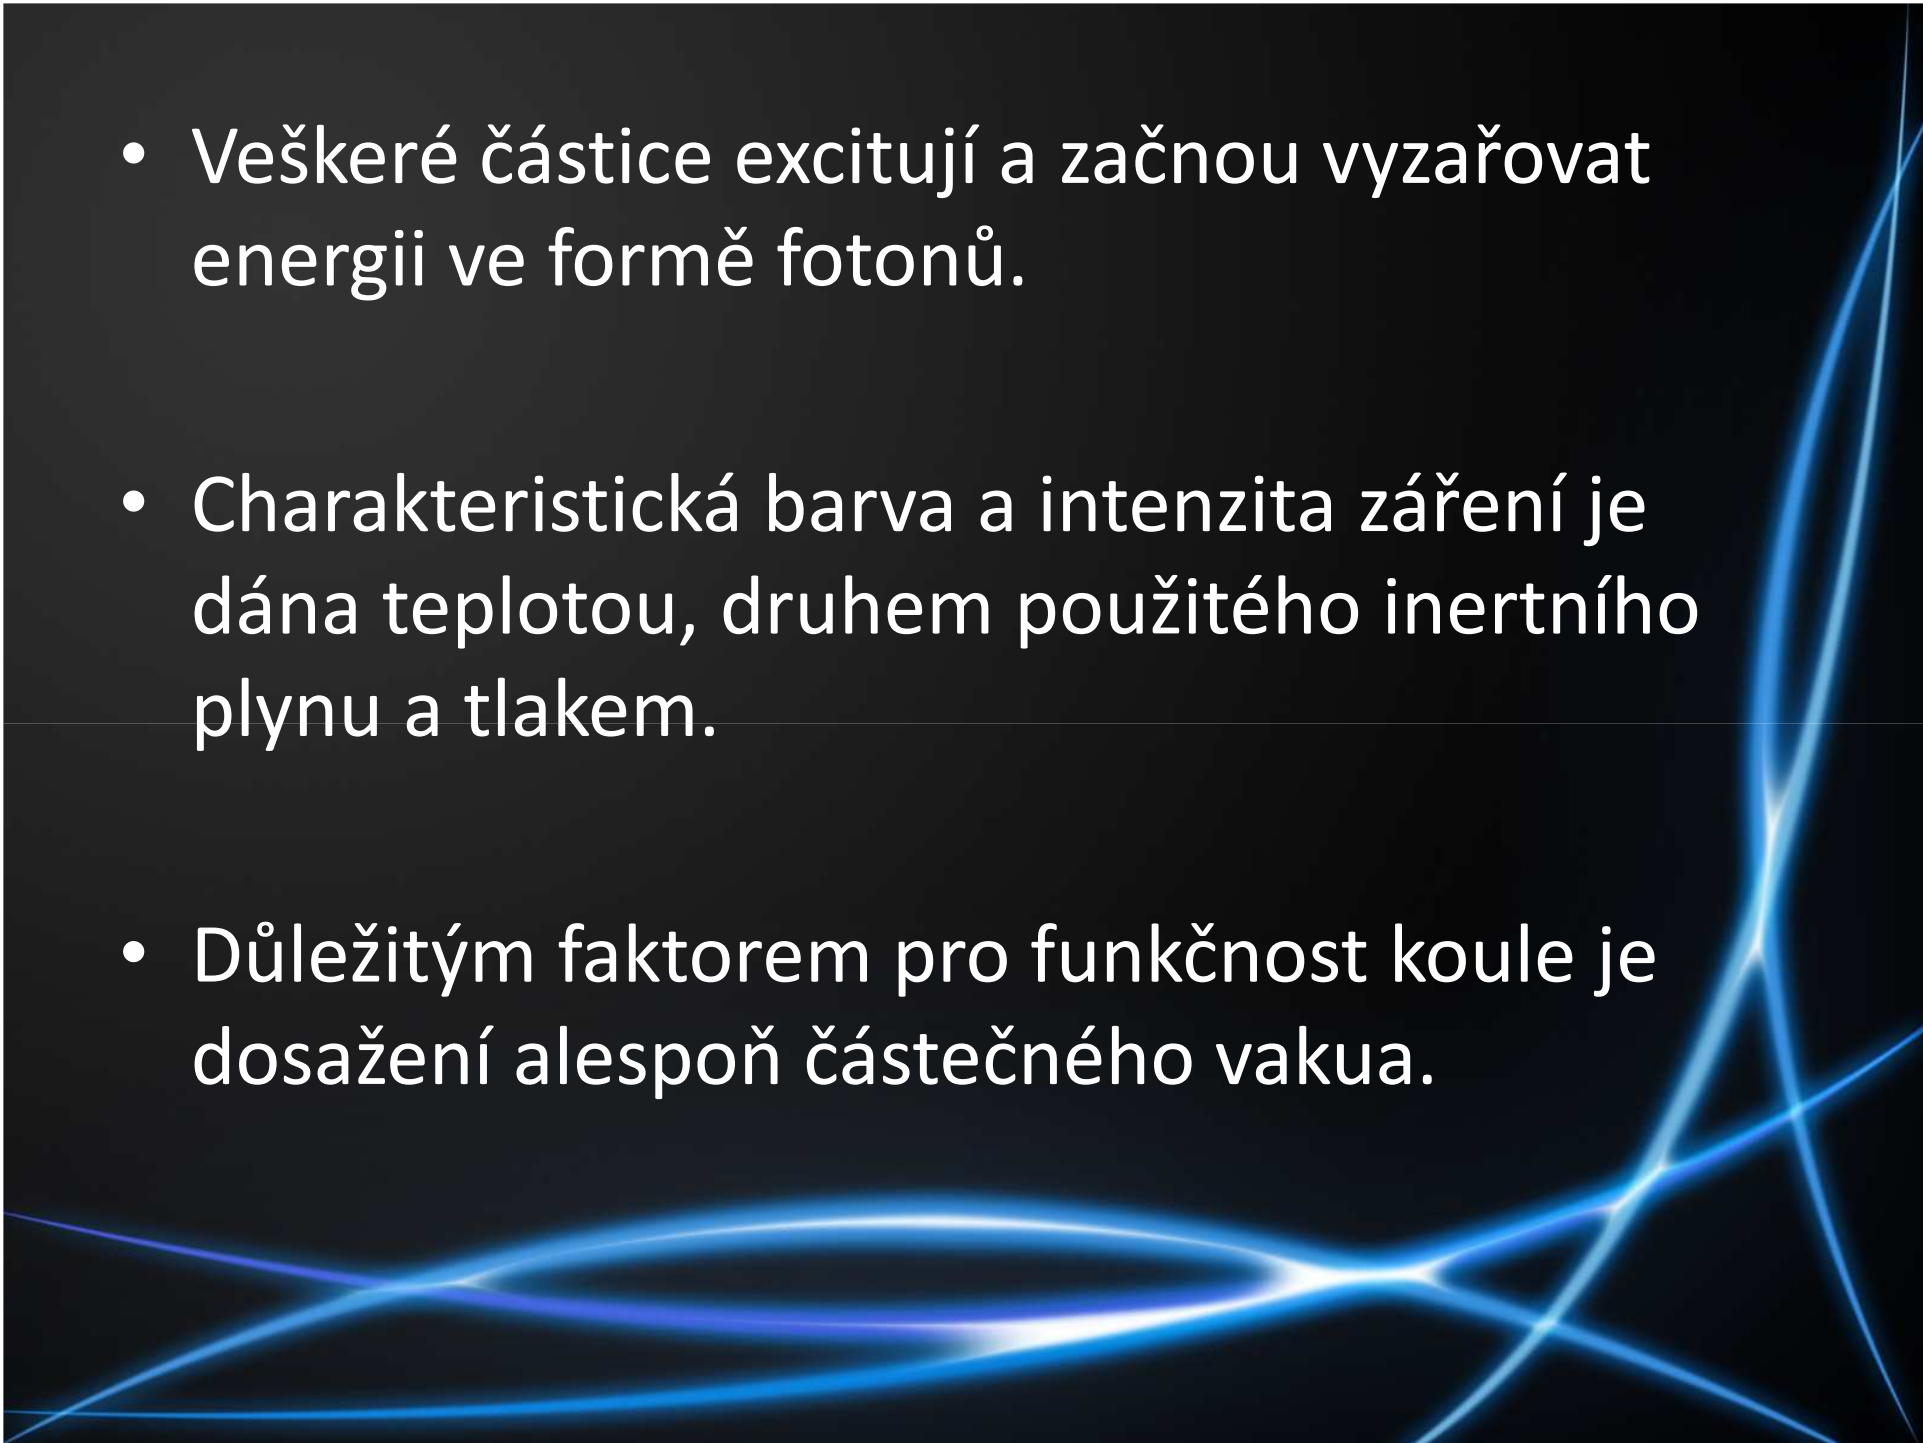 • Veškeré částice excitují a začnou vyzařovat
energii ve formě fotonů.
• Charakteristická barva a intenzita záření je
dána teplotou, druhem použitého inertního
plynu a tlakem.
• Důležitým faktorem pro funkčnost koule je
dosažení alespoň částečného vakua.